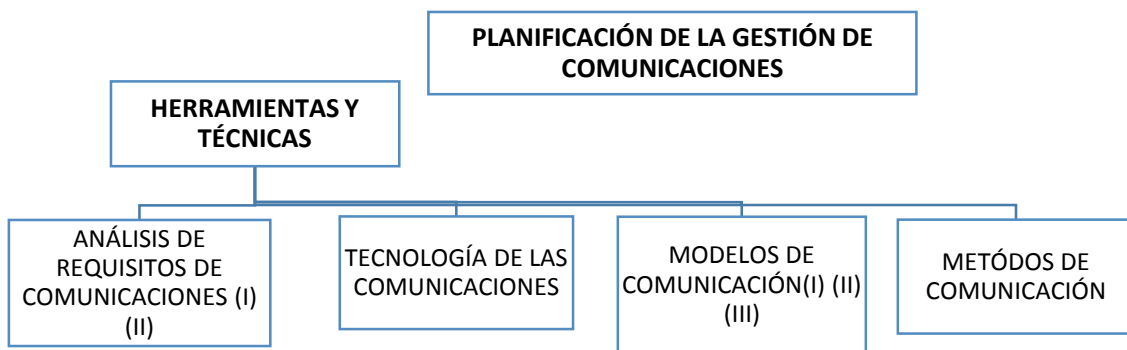 PLANIFICACIÓN DE LA GESTIÓN DE
COMUNICACIONES
HERRAMIENTAS Y
TÉCNICAS
ANÁLISIS DE
REQUISITOS DE
COMUNICACIONES (I)
(II)
TECNOLOGÍA DE LAS
COMUNICACIONES
MODELOS DE
COMUNICACIÓN(I) (II)
(III)
METÓDOS DE
COMUNICACIÓN